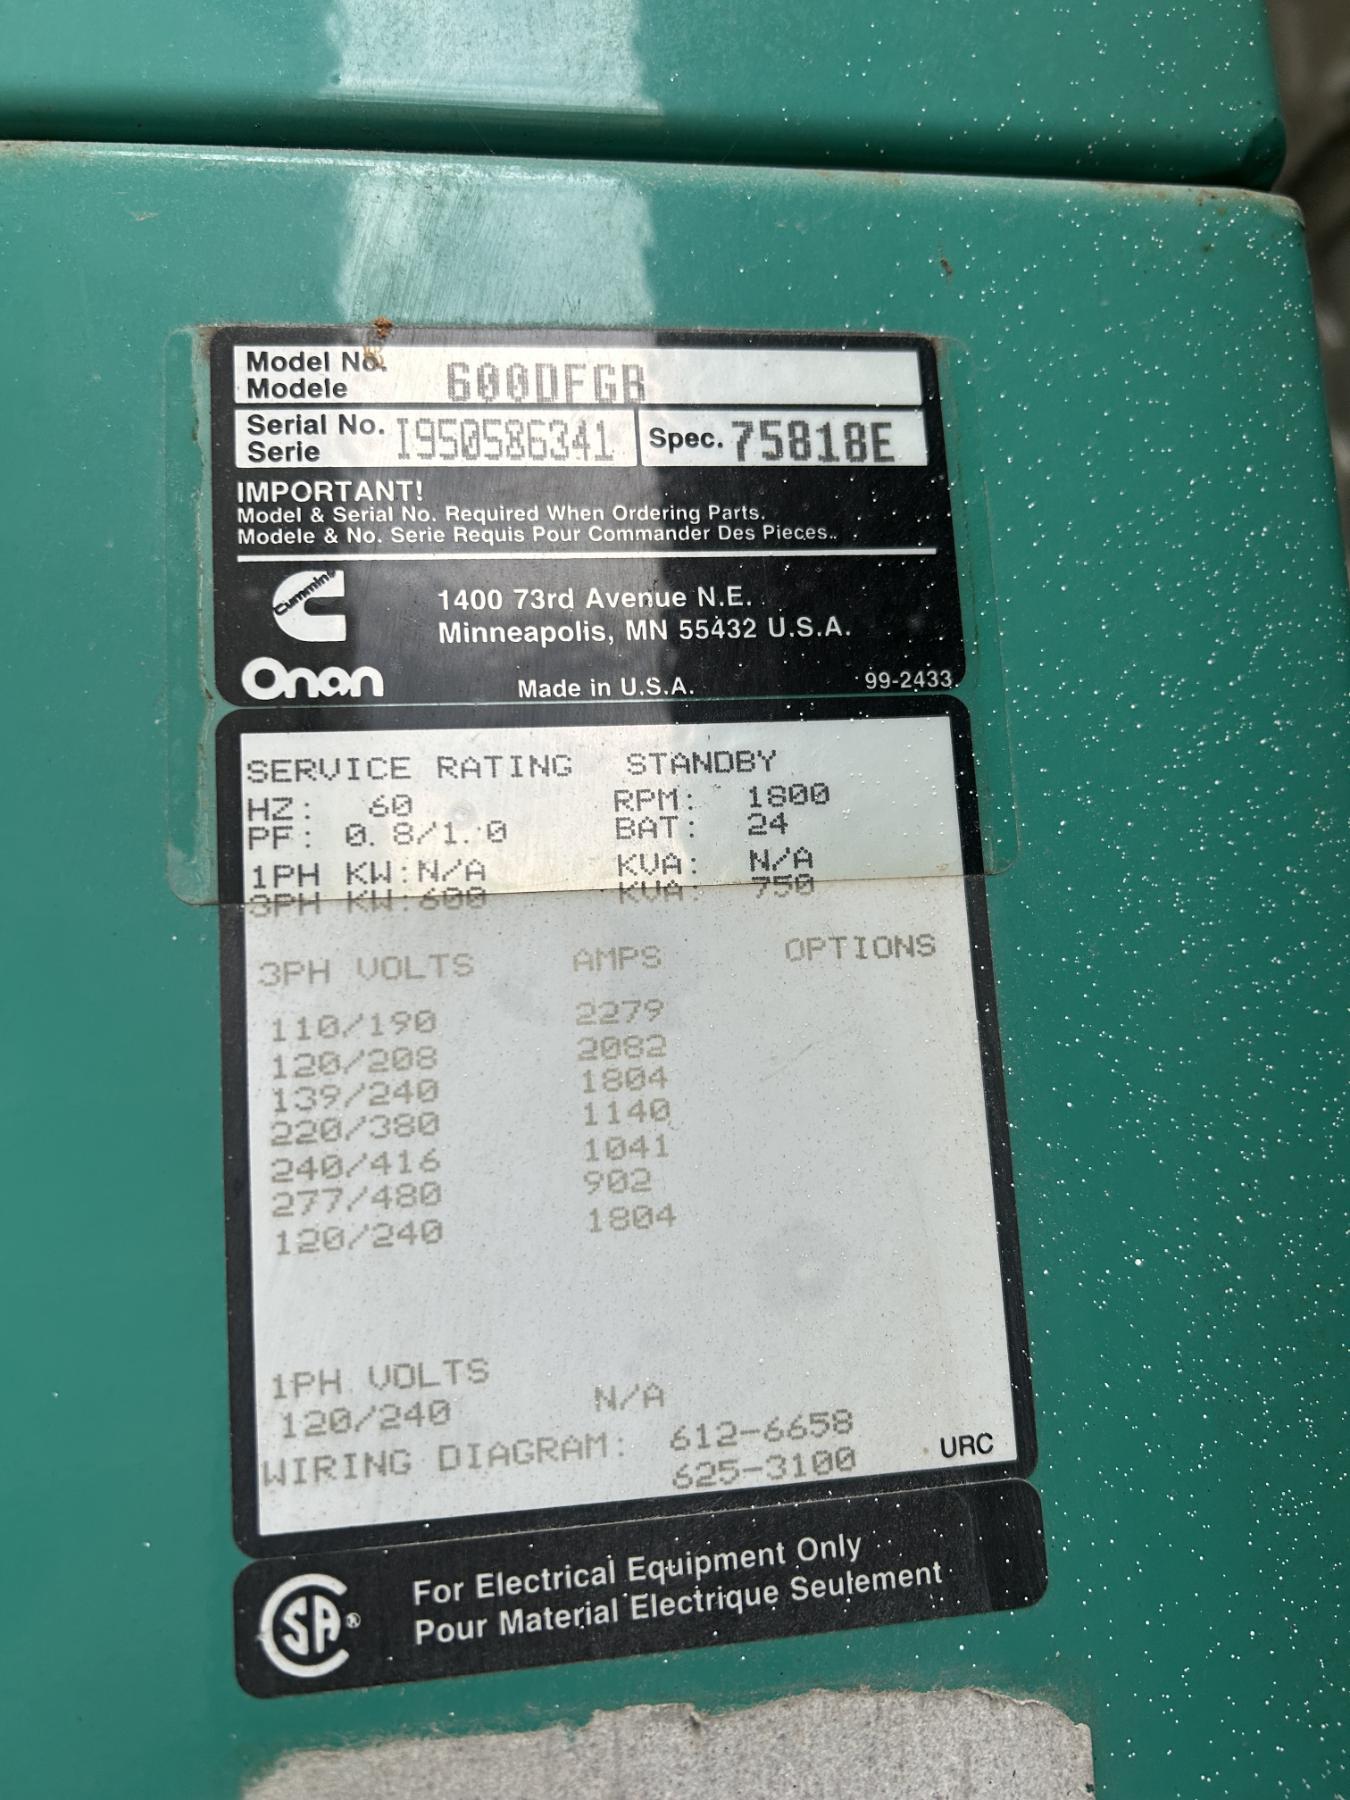 Model No. 600DFGB
Modele
Serial No. I950586341 Spec. 75818E
Serie
IMPORTANT!
Model & Serial No. Required When Ordering Parts.
Modele & No. Serie Requis Pour Commander Des Pieces..
Cummins
Onan
1400 73rd Avenue N.E.
Minneapolis, MN 55432 U.S.A.
Made in U.S.A. 99-2433
SERVICE RATING STANDBY
HZ: 60 RPM: 1800
PF: 0.8/1.0 BAT: 24
1PH KW:N/A KVA: N/A
3PH KW:600 KVA: 750
3PH VOLTS AMPS OPTIONS
110/190 2279
120/208 2082
139/240 1804
220/380 1140
240/416 1041
277/480 902
120/240 1804
1PH VOLTS
120/240 N/A
WIRING DIAGRAM: 612-6658
625-3100 URC
CSA®
For Electrical Equipment Only
Pour Material Electrique Seulement